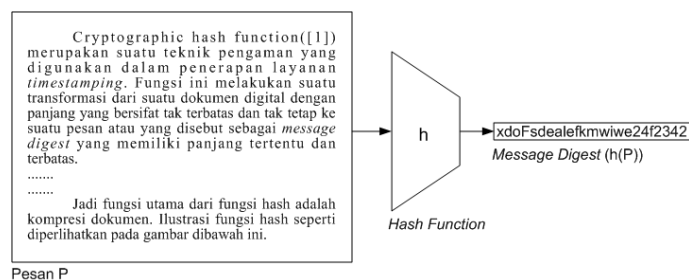 Cryptographic hash function([1])
merupakan suatu teknik pengaman yang
digunakan dalam penerapan layanan
timestamping. Fungsi ini melakukan suatu
transformasi dari suatu dokumen digital dengan
panjang yang bersifat tak terbatas dan tak tetap ke
suatu pesan atau yang disebut sebagai message
digest yang memiliki panjang tertentu dan
terbatas.
.......
.......
Jadi fungsi utama dari fungsi hash adalah
kompresi dokumen. Ilustrasi fungsi hash seperti
diperlihatkan pada gambar dibawah ini.
Pesan P
h
Hash Function
xdoFsdealefkmwiwe24f2342
Message Digest (h(P))